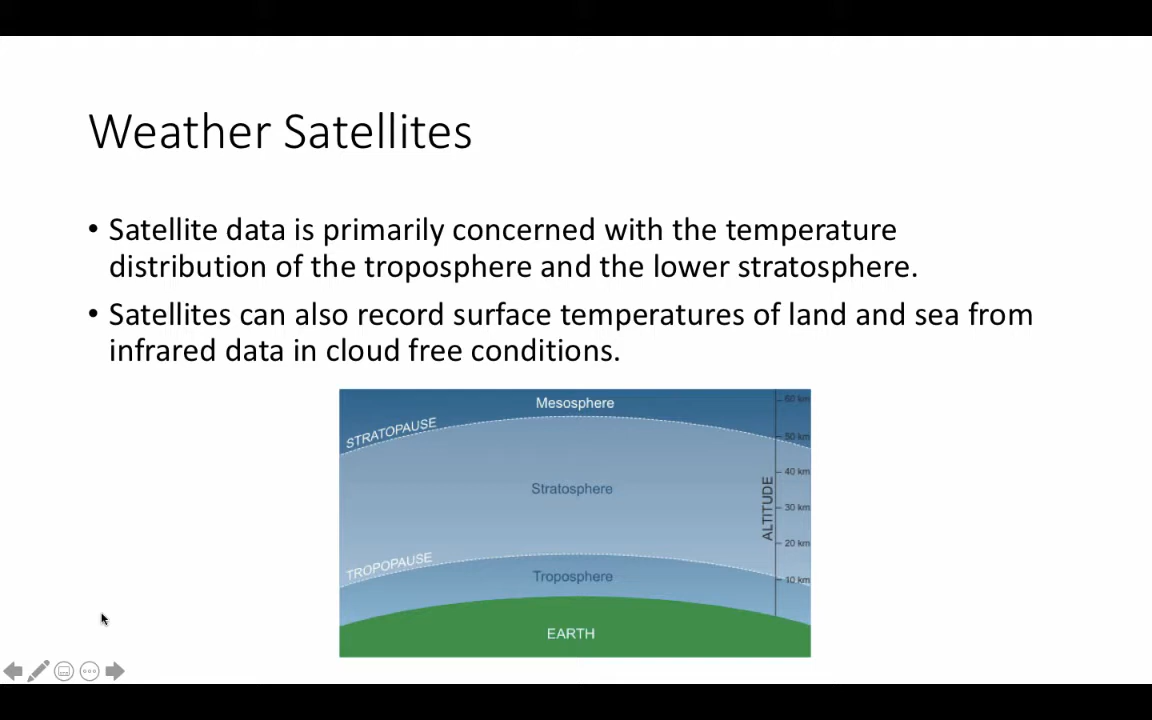 Weather Satellites
• Satellite data is primarily concerned with the temperature
distribution of the troposphere and the lower stratosphere.
• Satellites can also record surface temperatures of land and sea from
infrared data in cloud free conditions.
Mesosphere
60 km
STRATOPAUSE
50 km
40 km
Stratosphere
ALTITUDE
30 km
20 km
TROPOPAUSE
Troposphere
10 km
EARTH